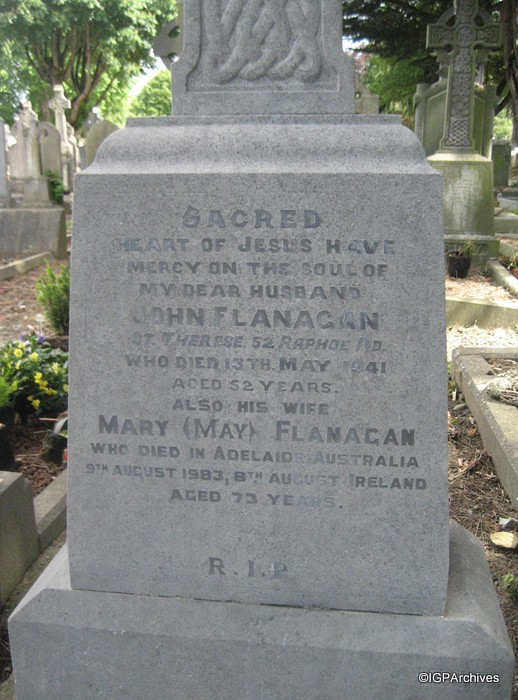 SACRED
HEART OF JESUS HAVE
MERCY ON THE SOUL OF
MY DEAR HUSBAND
JOHN FLANAGAN
ST THERESE 52 RAPHOE RD.
WHO DIED 13TH. MAY 1941
AGED 52 YEARS.
ALSO HIS WIFE
MARY (MAY) FLANAGAN
WHO DIED IN ADELAIDE AUSTRALIA
9TH AUGUST 1983, 8TH AUGUST IRELAND
AGED 73 YEARS.
R.I.P
©IGPArchives